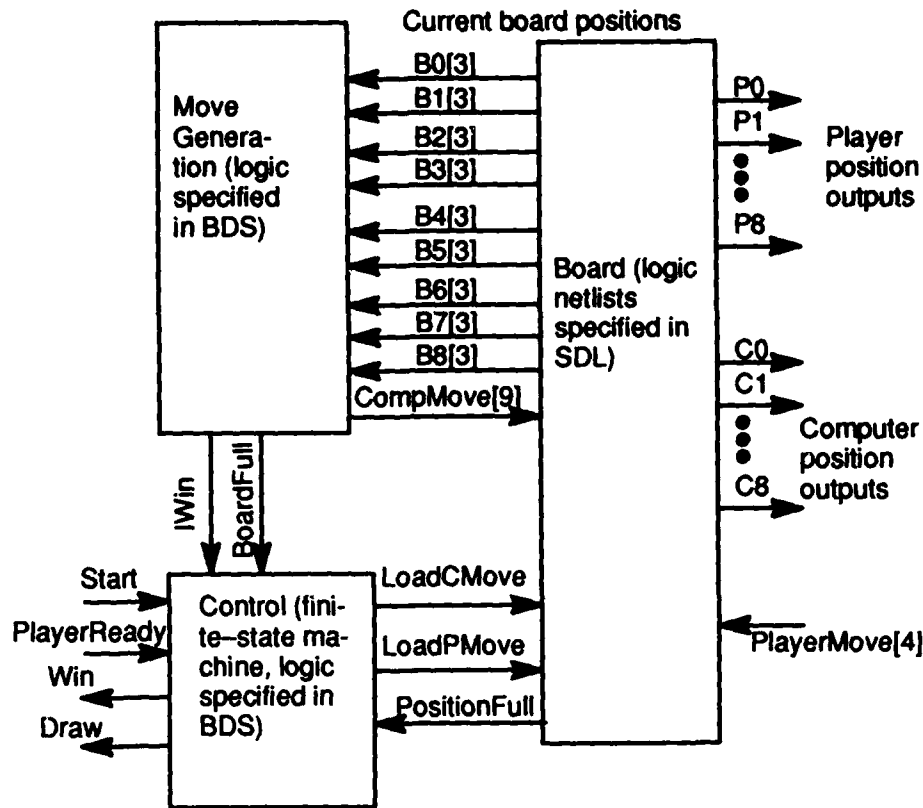 Current board positions
Move
Genera-
tion (logic
specified
in BDS)
B0[3]
B1[3]
B2[3]
B3[3]
B4[3]
B5[3]
B6[3]
B7[3]
B8[3]
CompMove[9]
Board (logic
netlists
specified in
SDL)
P0
P1
P8
Player
position
outputs
C0
C1
C8
Computer
position
outputs
IWin
BoardFull
Start
PlayerReady
Win
Draw
Control (fini-
te–state ma-
chine, logic
specified in
BDS)
LoadCMove
LoadPMove
PositionFull
PlayerMove[4]